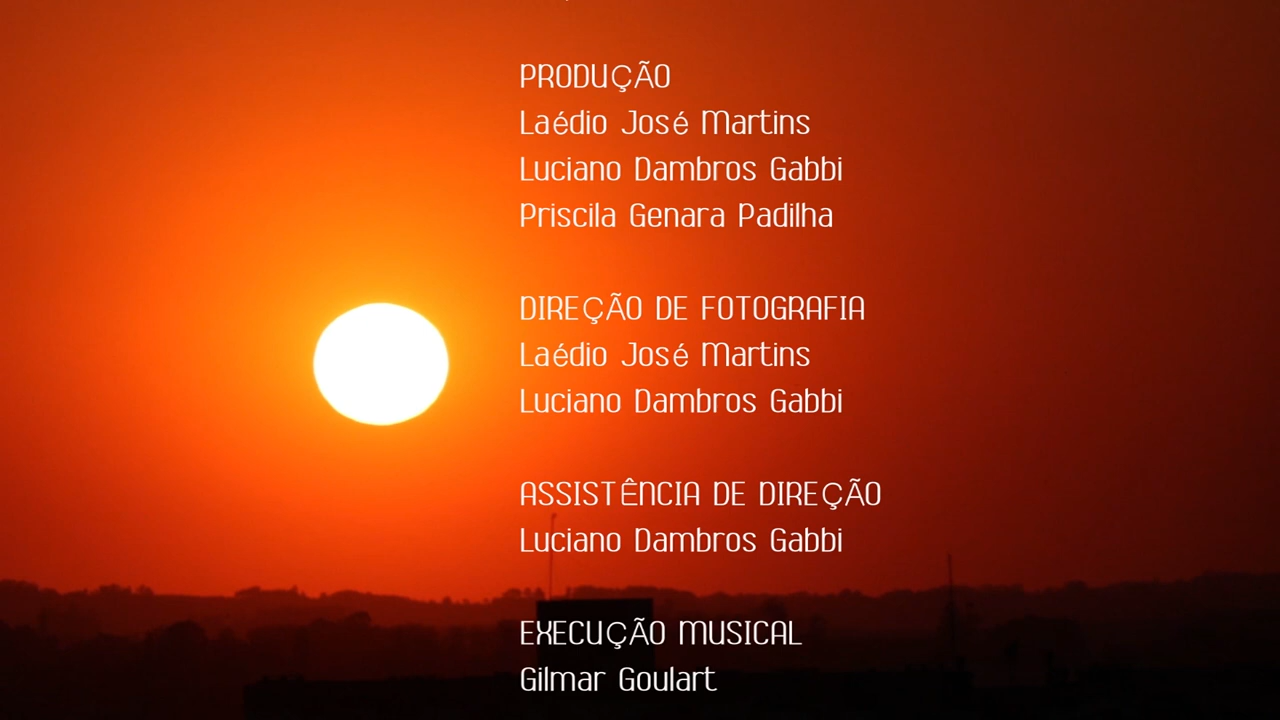 PRODUÇÃO
Laédio José Martins
Luciano Dambros Gabbi
Priscila Genara Padilha
DIREÇÃO DE FOTOGRAFIA
Laédio José Martins
Luciano Dambros Gabbi
ASSISTÊNCIA DE DIREÇÃO
Luciano Dambros Gabbi
EXECUÇÃO MUSICAL
Gilmar Goulart